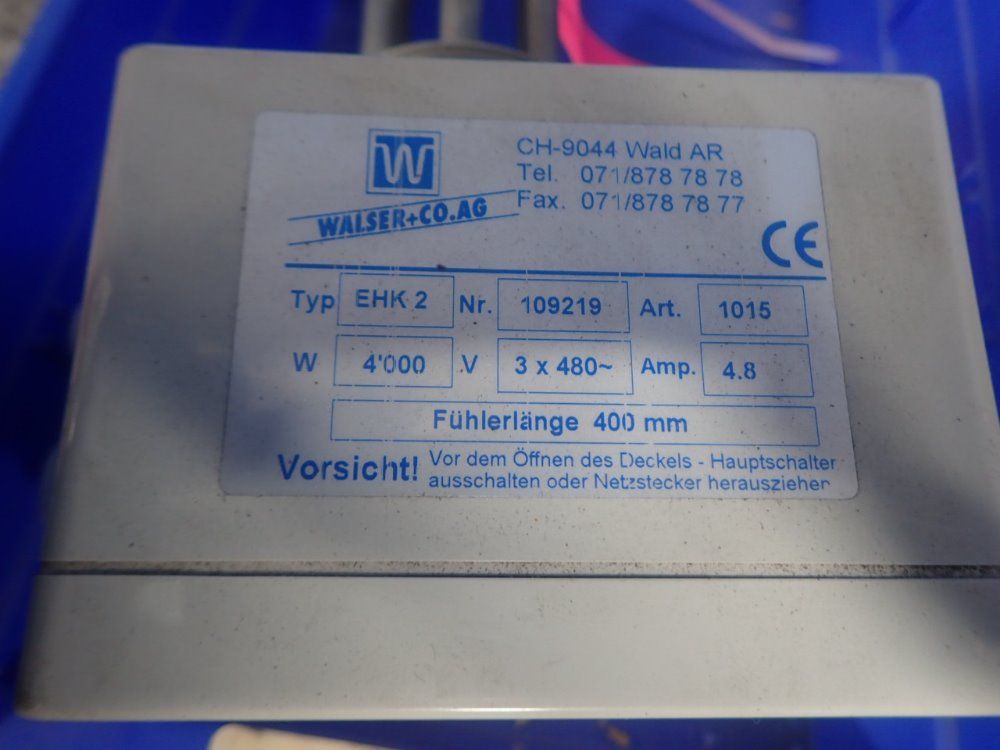 W
WALSER+CO.AG
CH-9044 Wald AR
Tel. 071/878 78 78
Fax. 071/878 78 77
CE
Typ EHK 2 Nr. 109219 Art. 1015
W 4'000 V 3 x 480~ Amp. 4.8
Fühlerlänge 400 mm
Vorsicht! Vor dem Öffnen des Deckels - Hauptschalter
ausschalten oder Netzstecker herausziehen